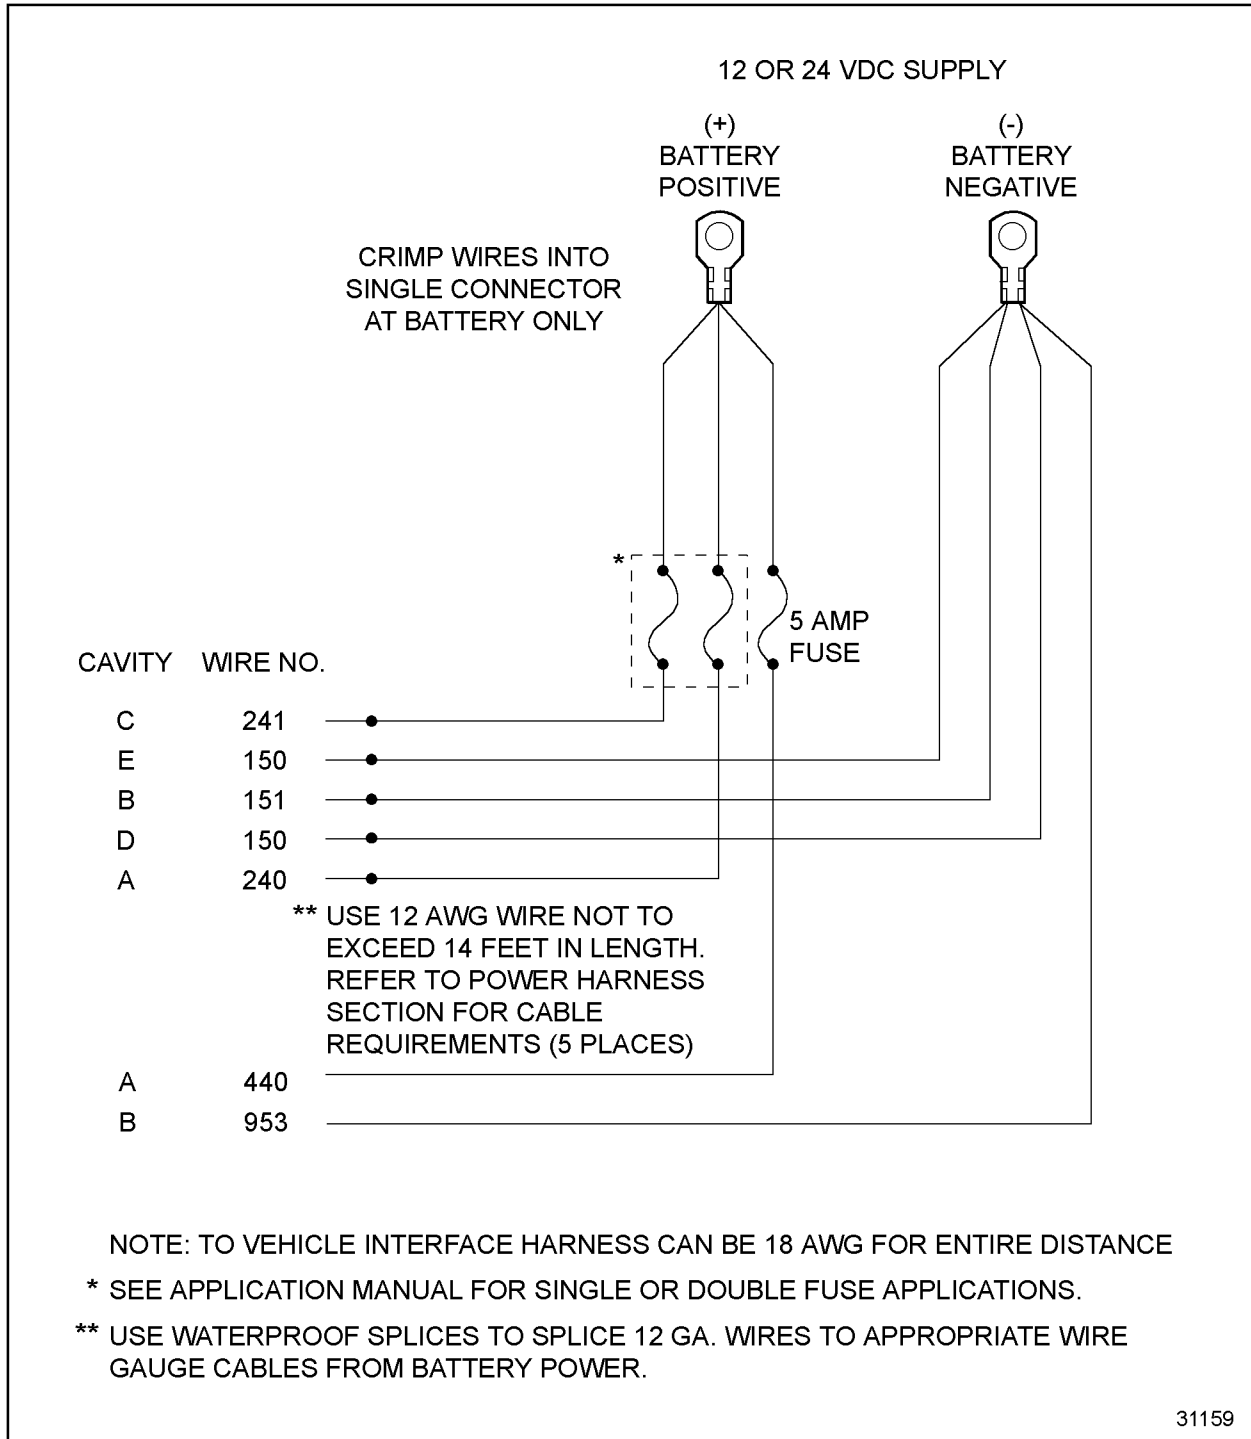 12 OR 24 VDC SUPPLY
(+)
BATTERY
POSITIVE
(-)
BATTERY
NEGATIVE
CRIMP WIRES INTO
SINGLE CONNECTOR
AT BATTERY ONLY
*
5 AMP
FUSE
CAVITY WIRE NO.
C 241
E 150
B 151
D 150
A 240
** USE 12 AWG WIRE NOT TO
EXCEED 14 FEET IN LENGTH.
REFER TO POWER HARNESS
SECTION FOR CABLE
REQUIREMENTS (5 PLACES)
A 440
B 953
NOTE: TO VEHICLE INTERFACE HARNESS CAN BE 18 AWG FOR ENTIRE DISTANCE
* SEE APPLICATION MANUAL FOR SINGLE OR DOUBLE FUSE APPLICATIONS.
** USE WATERPROOF SPLICES TO SPLICE 12 GA. WIRES TO APPROPRIATE WIRE
GAUGE CABLES FROM BATTERY POWER.
31159